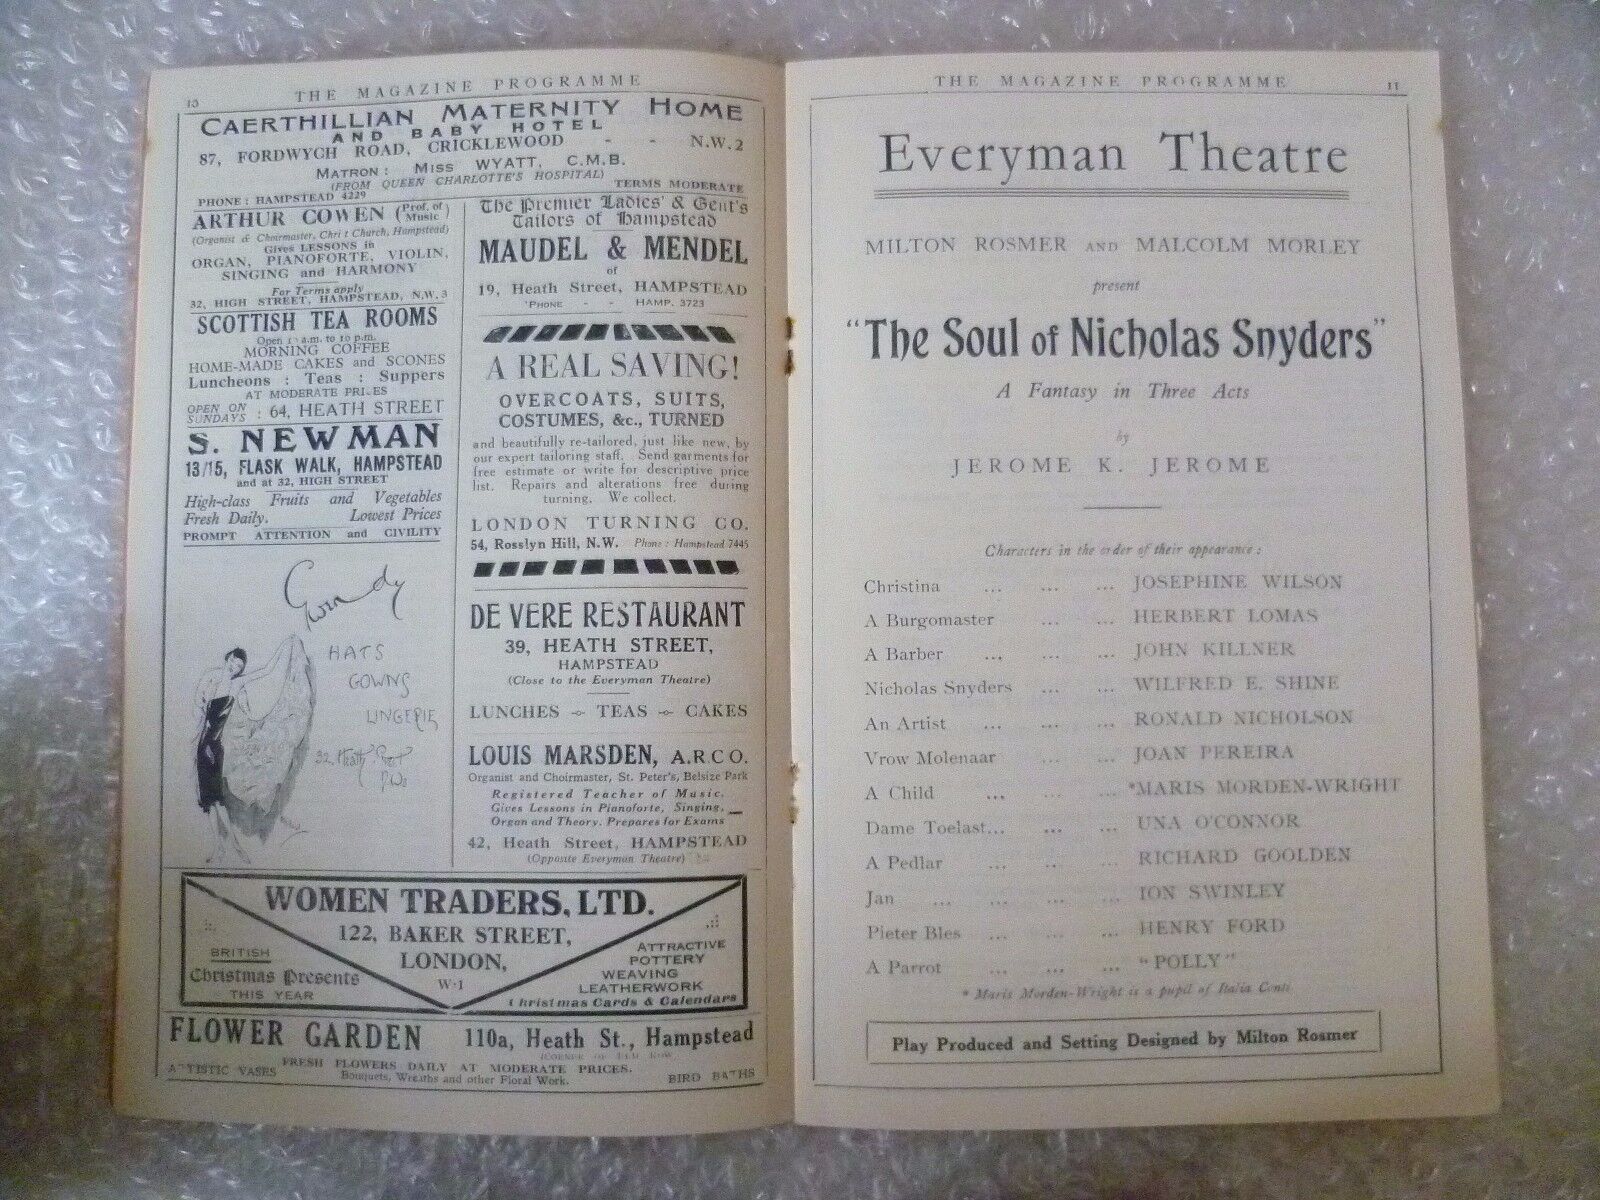 10
THE MAGAZINE PROGRAMME
CAERTHILLIAN MATERNITY HOME
AND BABY HOTEL
87, FORDWYCH ROAD, CRICKLEWOOD - - N.W.2
MATRON: MISS WYATT, C.M.B.
(FROM QUEEN CHARLOTTE'S HOSPITAL)
PHONE: HAMPSTEAD 4229 TERMS MODERATE
ARTHUR COWEN (Prof. of Music)
(Organist & Choirmaster, Chri t Church, Hampstead)
Gives LESSONS in
ORGAN, PIANOFORTE, VIOLIN,
SINGING and HARMONY
For Terms apply
32, HIGH STREET, HAMPSTEAD, N.W. 3
SCOTTISH TEA ROOMS
Open a.m. to 10 p.m.
MORNING COFFEE
HOME-MADE CAKES and SCONES
Luncheons : Teas : Suppers
AT MODERATE PRICES
OPEN ON SUNDAYS : 64, HEATH STREET
S. NEWMAN
13/15, FLASK WALK, HAMPSTEAD
and at 32, HIGH STREET
High-class Fruits and Vegetables
Fresh Daily. Lowest Prices
PROMPT ATTENTION and CIVILITY
HATS
GOWNS
LINGERIE
The Premier Ladies' & Gent's
Tailors of Hampstead
MAUDEL & MENDEL
of
19, Heath Street, HAMPSTEAD
'PHONE - - HAMP. 3723
A REAL SAVING!
OVERCOATS, SUITS,
COSTUMES, &c., TURNED
and beautifully re-tailored, just like new, by
our expert tailoring staff. Send garments for
free estimate or write for descriptive price
list. Repairs and alterations free during
turning. We collect.
LONDON TURNING CO.
54, Rosslyn Hill, N.W. Phone: Hampstead 7445
DE VERE RESTAURANT
39, HEATH STREET,
HAMPSTEAD
(Close to the Everyman Theatre)
LUNCHES - TEAS - CAKES
LOUIS MARSDEN, A.R.C.O.
Organist and Choirmaster, St. Peter's, Belsize Park
Registered Teacher of Music.
Gives Lessons in Pianoforte, Singing,
Organ and Theory. Prepares for Exams
42, Heath Street, HAMPSTEAD
(Opposite Everyman Theatre)
WOMEN TRADERS, LTD.
122, BAKER STREET,
LONDON,
W·1
BRITISH
Christmas Presents
THIS YEAR
ATTRACTIVE
POTTERY
WEAVING
LEATHERWORK
Christmas Cards & Calendars
FLOWER GARDEN 110a, Heath St., Hampstead
ARTISTIC VASES FRESH FLOWERS DAILY AT MODERATE PRICES.
Bouquets, Wreaths and other Floral Work. BIRD BATHS
THE MAGAZINE PROGRAMME
11
Everyman Theatre
MILTON ROSMER AND MALCOLM MORLEY
present
"The Soul of Nicholas Snyders"
A Fantasy in Three Acts
by
JEROME K. JEROME
Characters in the order of their appearance:
Christina ... ... ... JOSEPHINE WILSON
A Burgomaster ... ... HERBERT LOMAS
A Barber ... ... ... JOHN KILLNER
Nicholas Snyders ... ... WILFRED E. SHINE
An Artist ... ... ... RONALD NICHOLSON
Vrow Molenaar ... ... JOAN PEREIRA
A Child ... ... ... *MARIS MORDEN-WRIGHT
Dame Toelast... ... ... UNA O'CONNOR
A Pedlar ... ... ... RICHARD GOOLDEN
Jan ... ... ... ... ION SWINLEY
Pieter Bles ... ... ... HENRY FORD
A Parrot ... ... ... "POLLY"
* Maris Morden-Wright is a pupil of Italia Conti
Play Produced and Setting Designed by Milton Rosmer